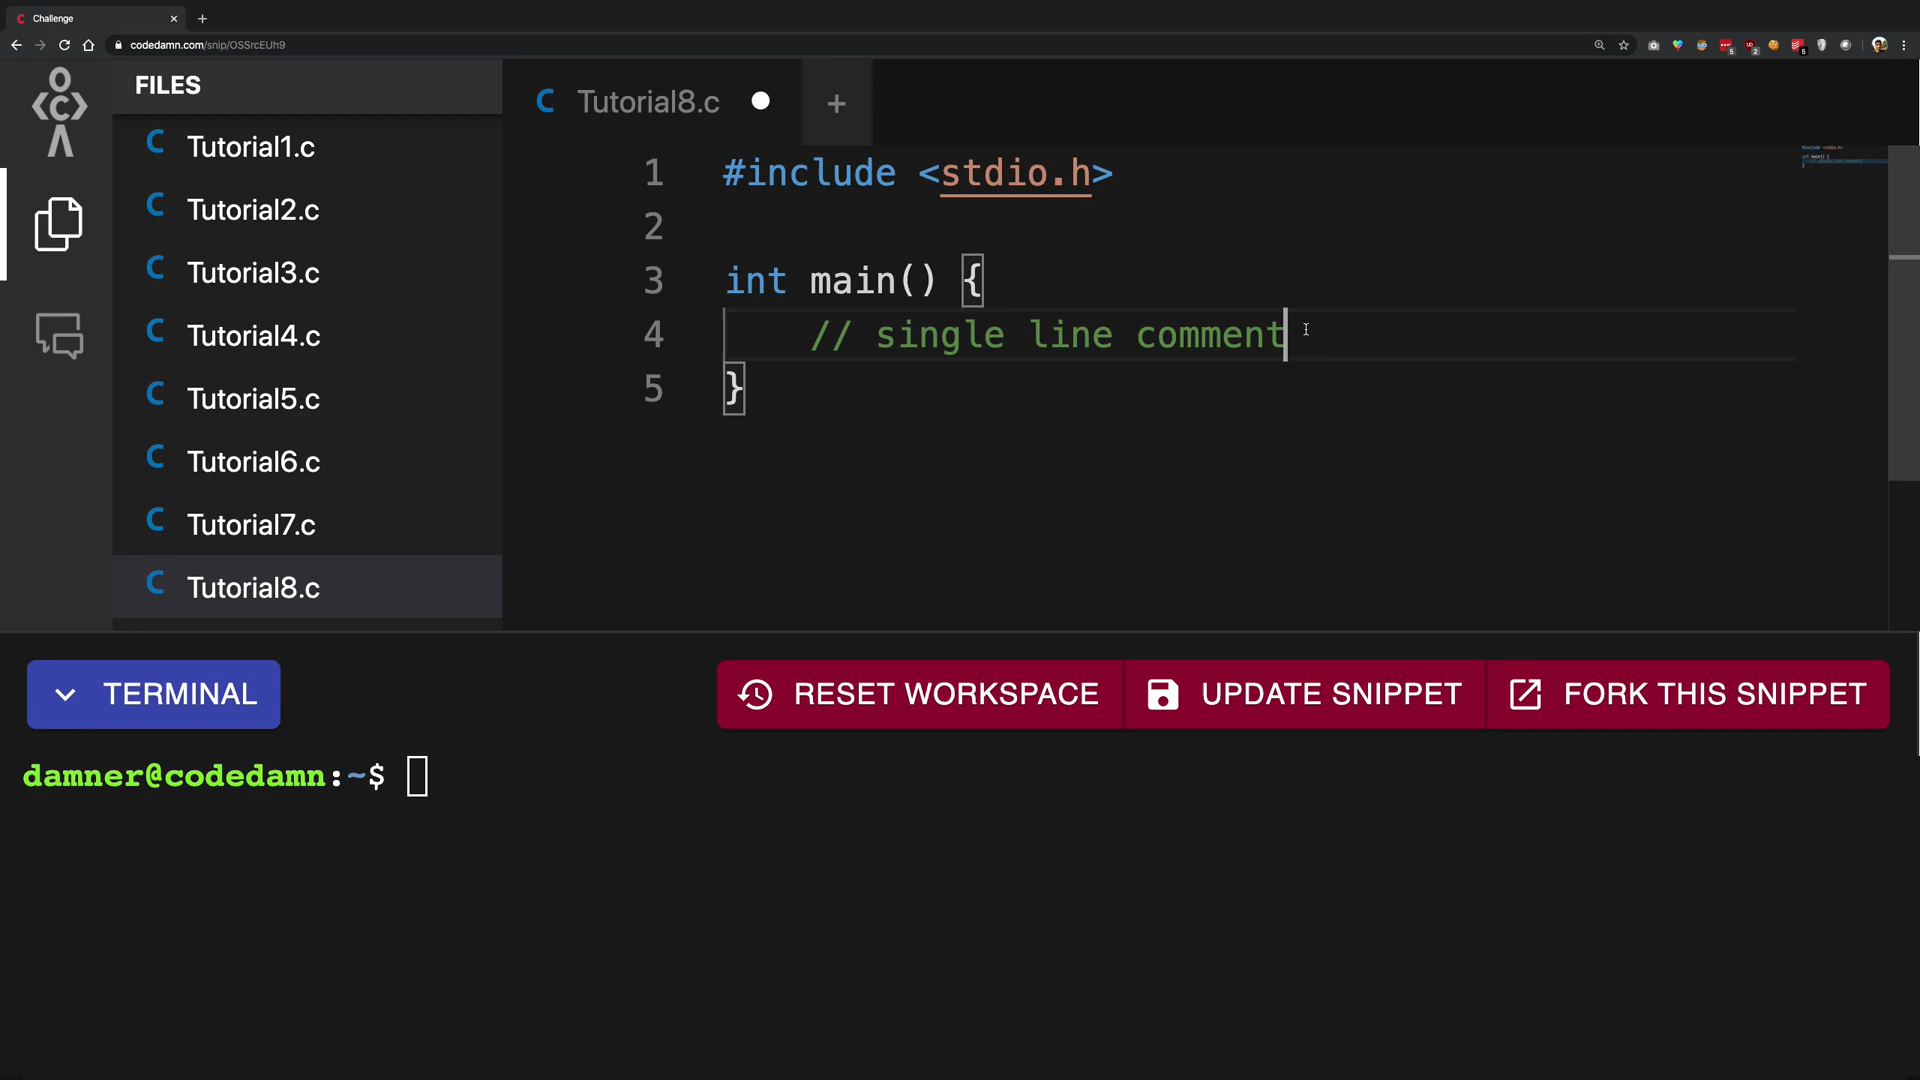 Challenge
codedamn.com/snip/OSSrcEUh9
FILES
Tutorial1.c
Tutorial2.c
Tutorial3.c
Tutorial4.c
Tutorial5.c
Tutorial6.c
Tutorial7.c
Tutorial8.c
Tutorial8.c
1 #include <stdio.h>
2
3 int main() {
4 // single line comment
5 }
TERMINAL
RESET WORKSPACE
UPDATE SNIPPET
FORK THIS SNIPPET
damner@codedamn:~$